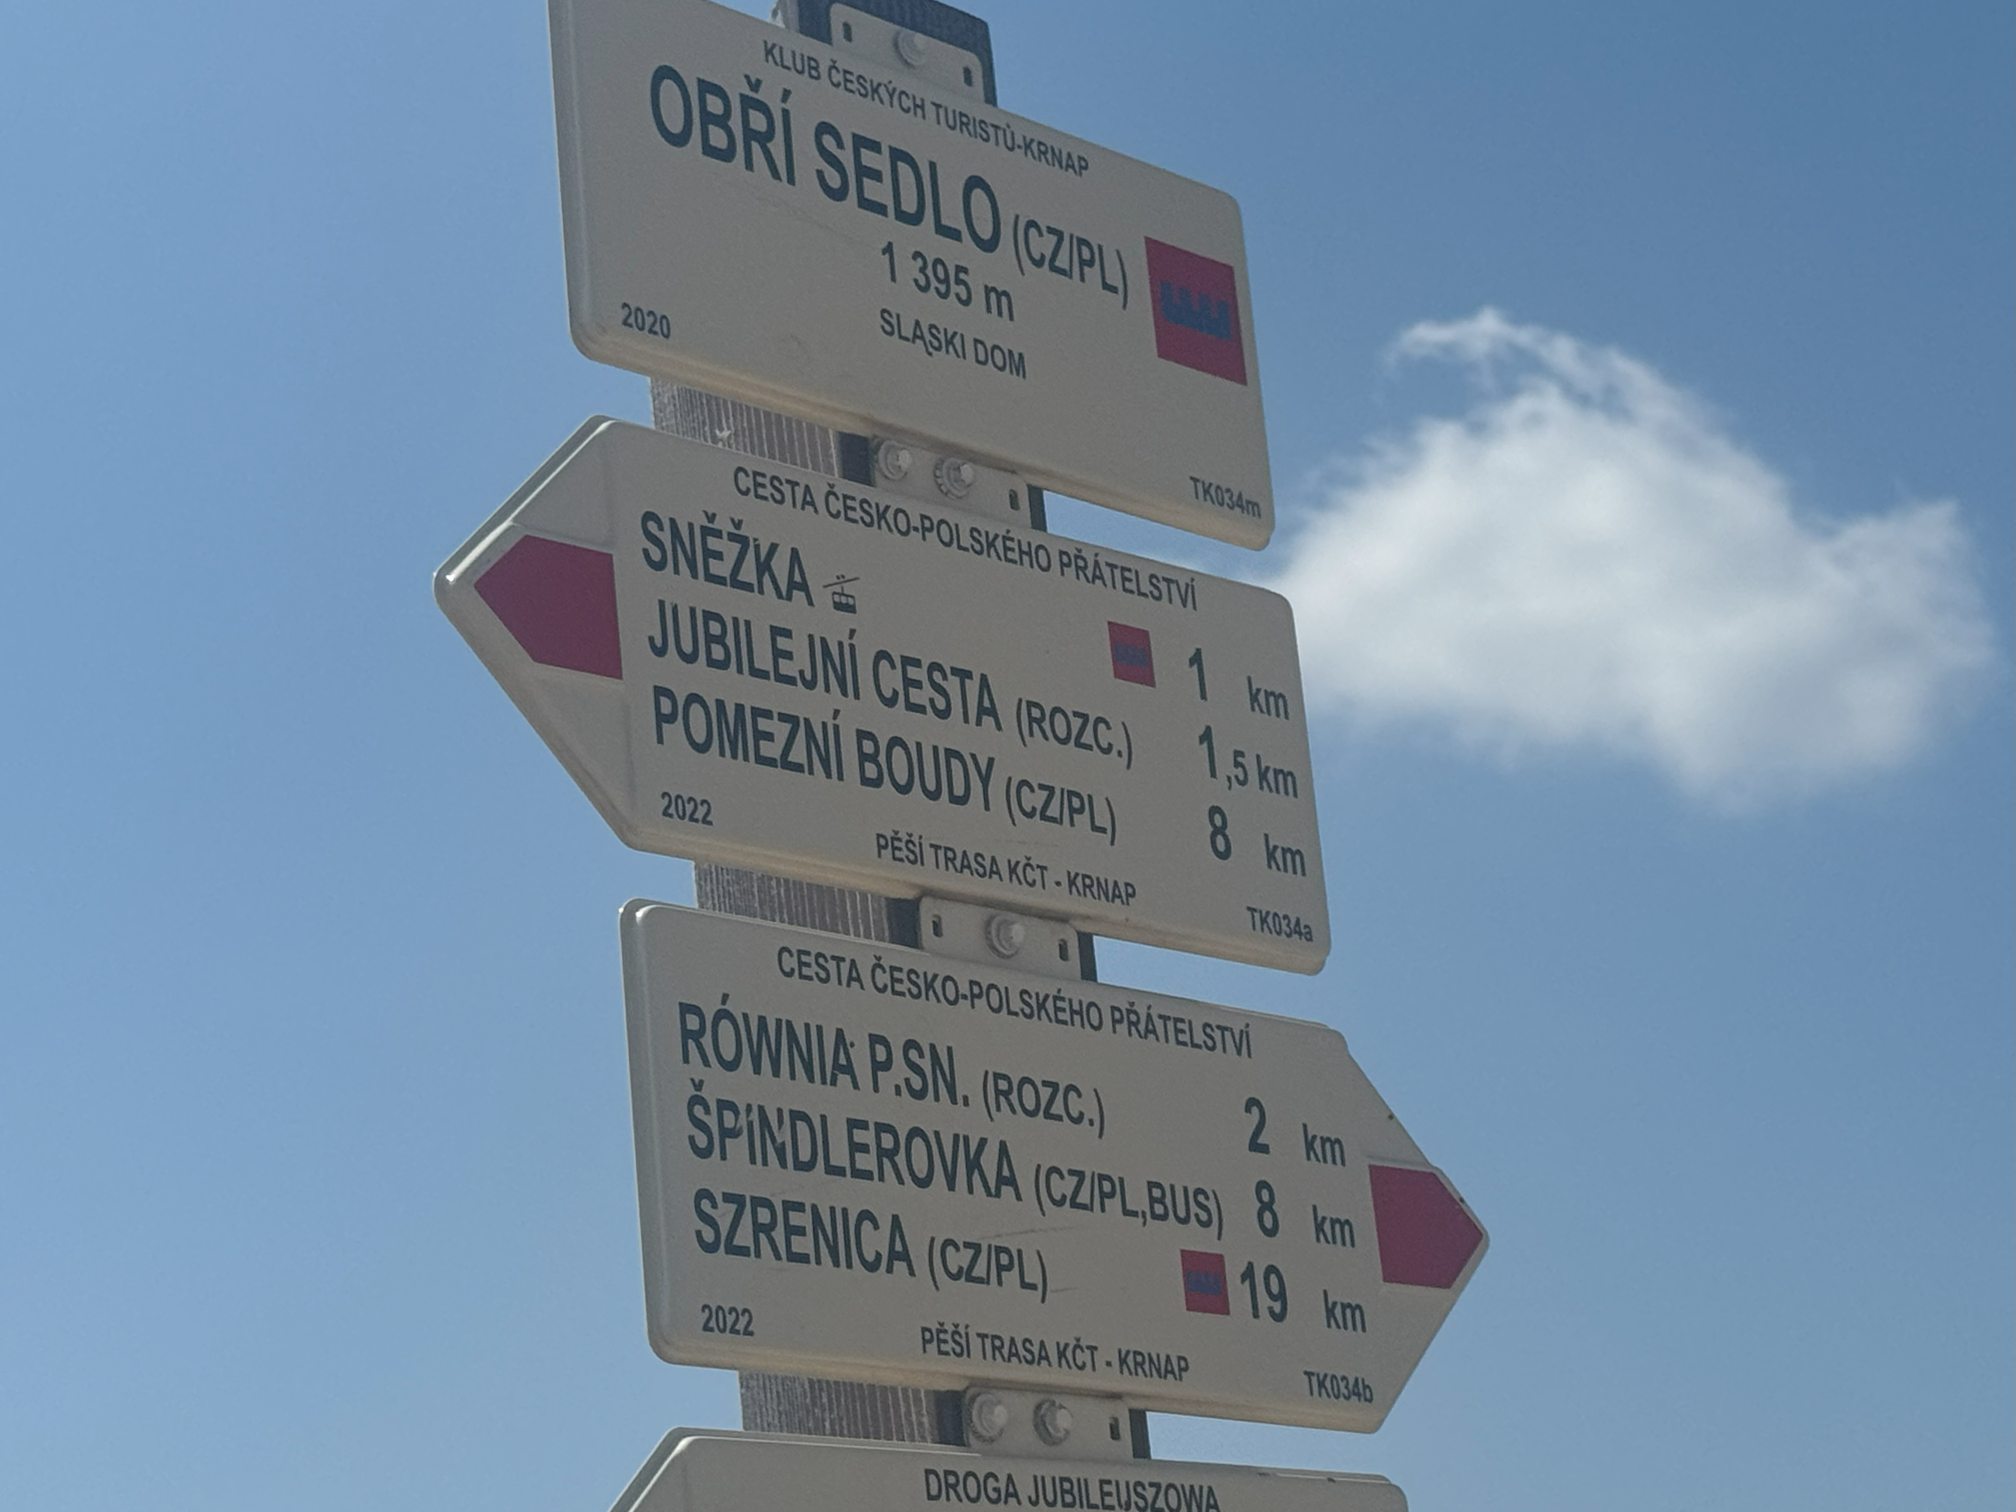 KLUB ČESKÝCH TURISTŮ-KRNAP
OBŘÍ SEDLO (CZ/PL)
1 395 m
SLĄSKI DOM
2020
TK034m
CESTA ČESKO-POLSKÉHO PŘÁTELSTVÍ
SNĚŽKA 1 km
JUBILEJNÍ CESTA (ROZC.) 1,5 km
POMEZNÍ BOUDY (CZ/PL) 8 km
2022 PĚŠÍ TRASA KČT - KRNAP TK034a
CESTA ČESKO-POLSKÉHO PŘÁTELSTVÍ
RÓWNIA P.SN. (ROZC.) 2 km
ŠPINDLEROVKA (CZ/PL,BUS) 8 km
SZRENICA (CZ/PL) 19 km
2022 PĚŠÍ TRASA KČT - KRNAP TK034b
DROGA JUBILEUSZOWA